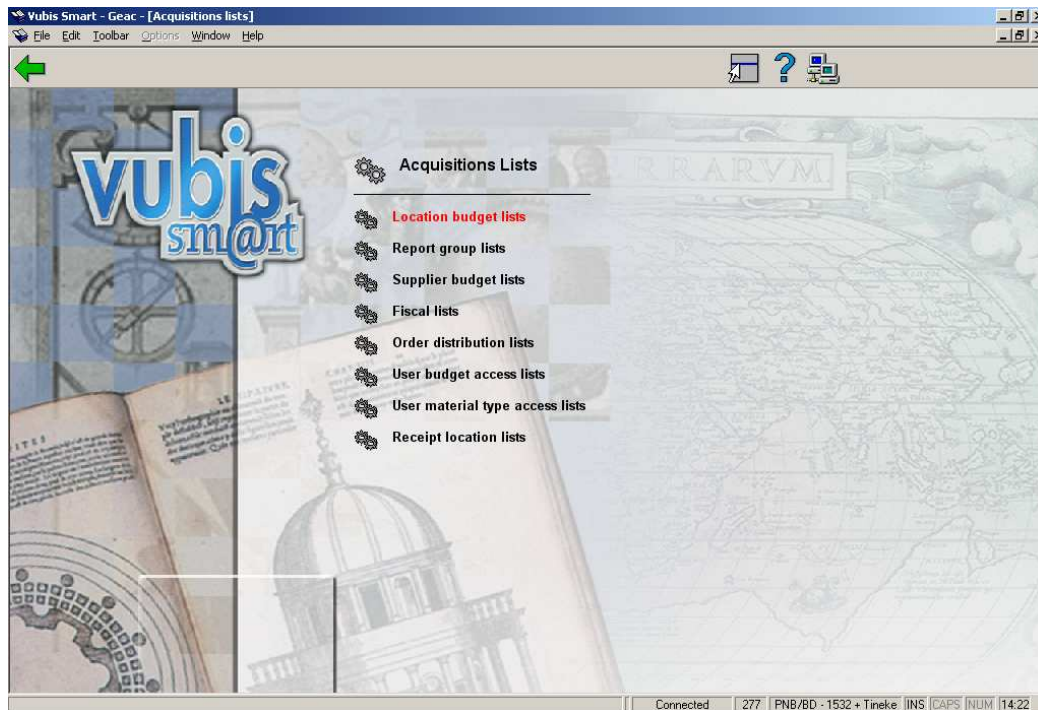 Vubis Smart - Geac - [Acquisitions lists]
File Edit Toolbar Options Window Help
?
vubis
sm@rt
RARVM
Acquisitions Lists
Location budget lists
Report group lists
Supplier budget lists
Fiscal lists
Order distribution lists
User budget access lists
User material type access lists
Receipt location lists
Connected 277 PNB/BD - 1532 + Tineke INS CAPS NUM 14:22